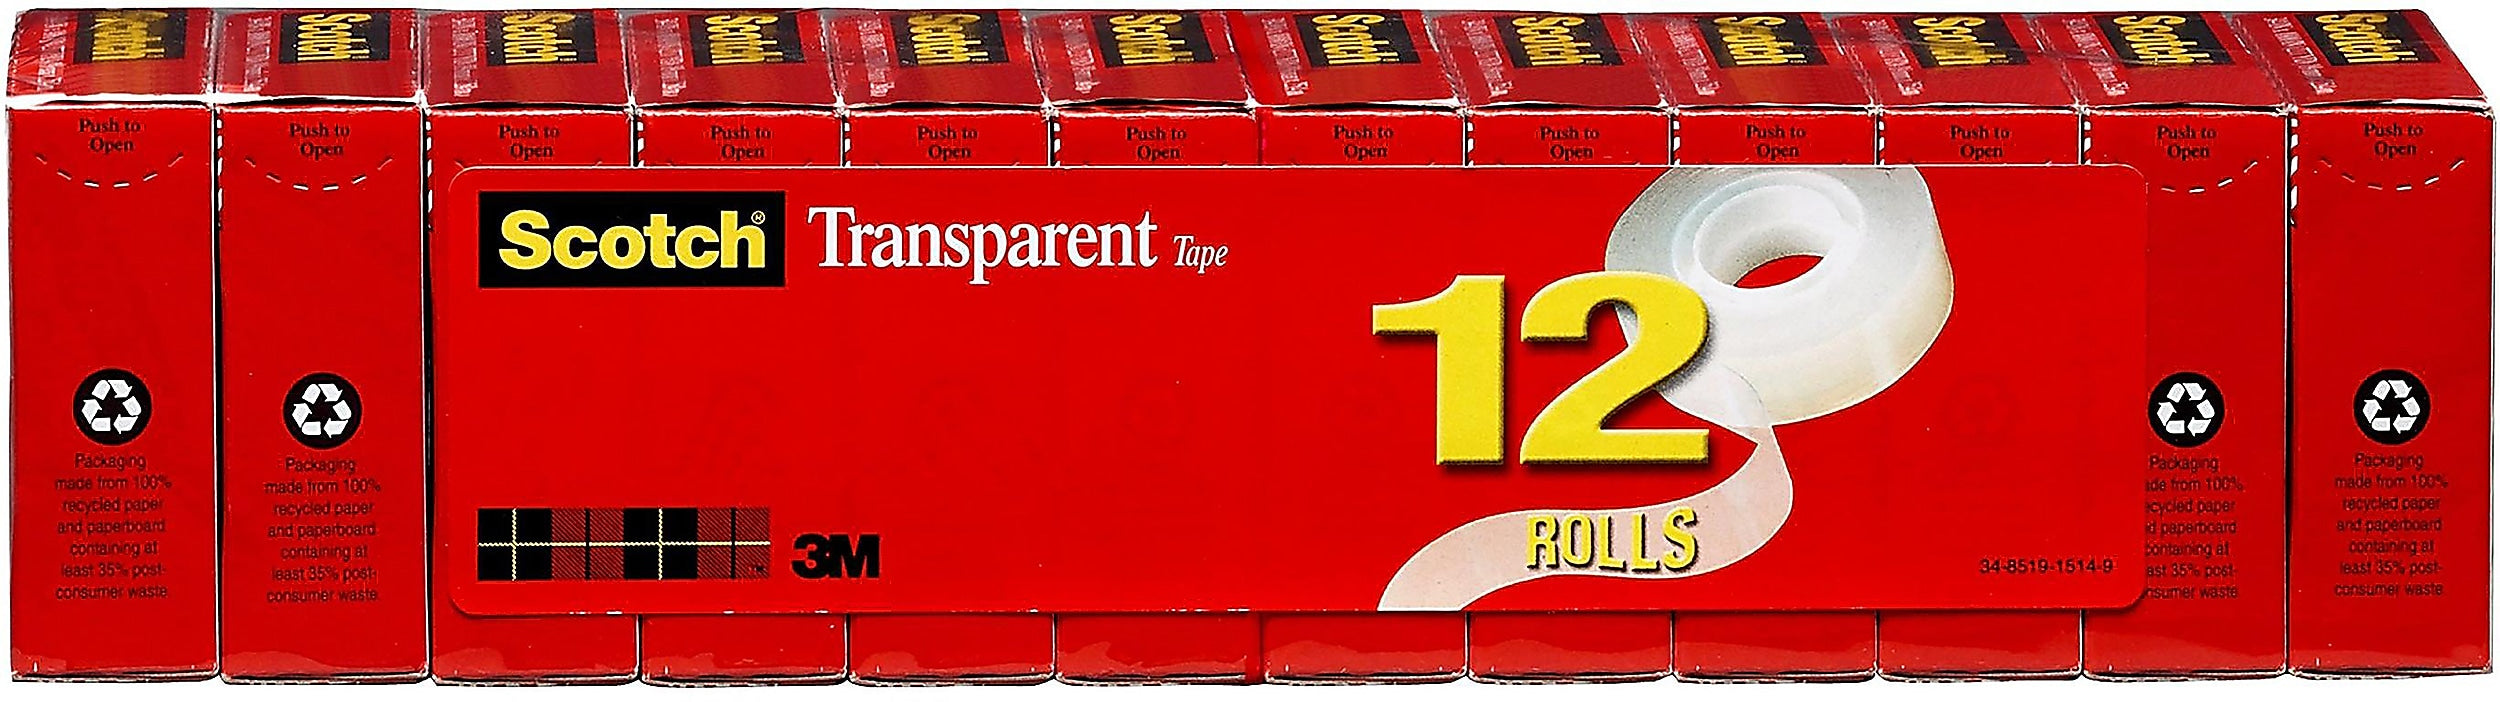 Scotch
Scotch
Scotch
Scotch
Scotch
Scotch
Scotch
Scotch
Scotch
Scotch
Scotch
Scotch
Push to
Open
Push to
Open
Push to
Open
Push to
Open
Push to
Open
Push to
Open
Push to
Open
Push to
Open
Push to
Open
Push to
Open
Push to
Open
Push to
Open
Scotch® Transparent Tape
12
ROLLS
3M
34-8519-1514-9
Packaging
made from 100%
recycled paper
and paperboard
containing at
least 35% post-
consumer waste
Packaging
made from 100%
recycled paper
and paperboard
containing at
least 35% post-
consumer waste
Packaging
de from 100%
cycled paper
d paperboard
containing at
ast 35% post-
nsumer waste
Packaging
made from 100%
recycled paper
and paperboard
containing at
least 35% post-
consumer waste